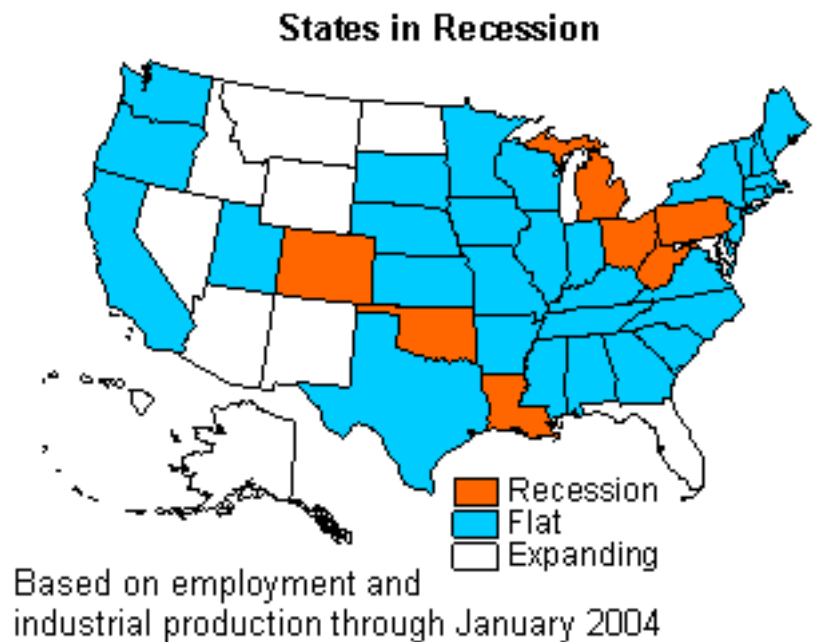 States in Recession
Recession
Flat
Expanding
Based on employment and
industrial production through January 2004